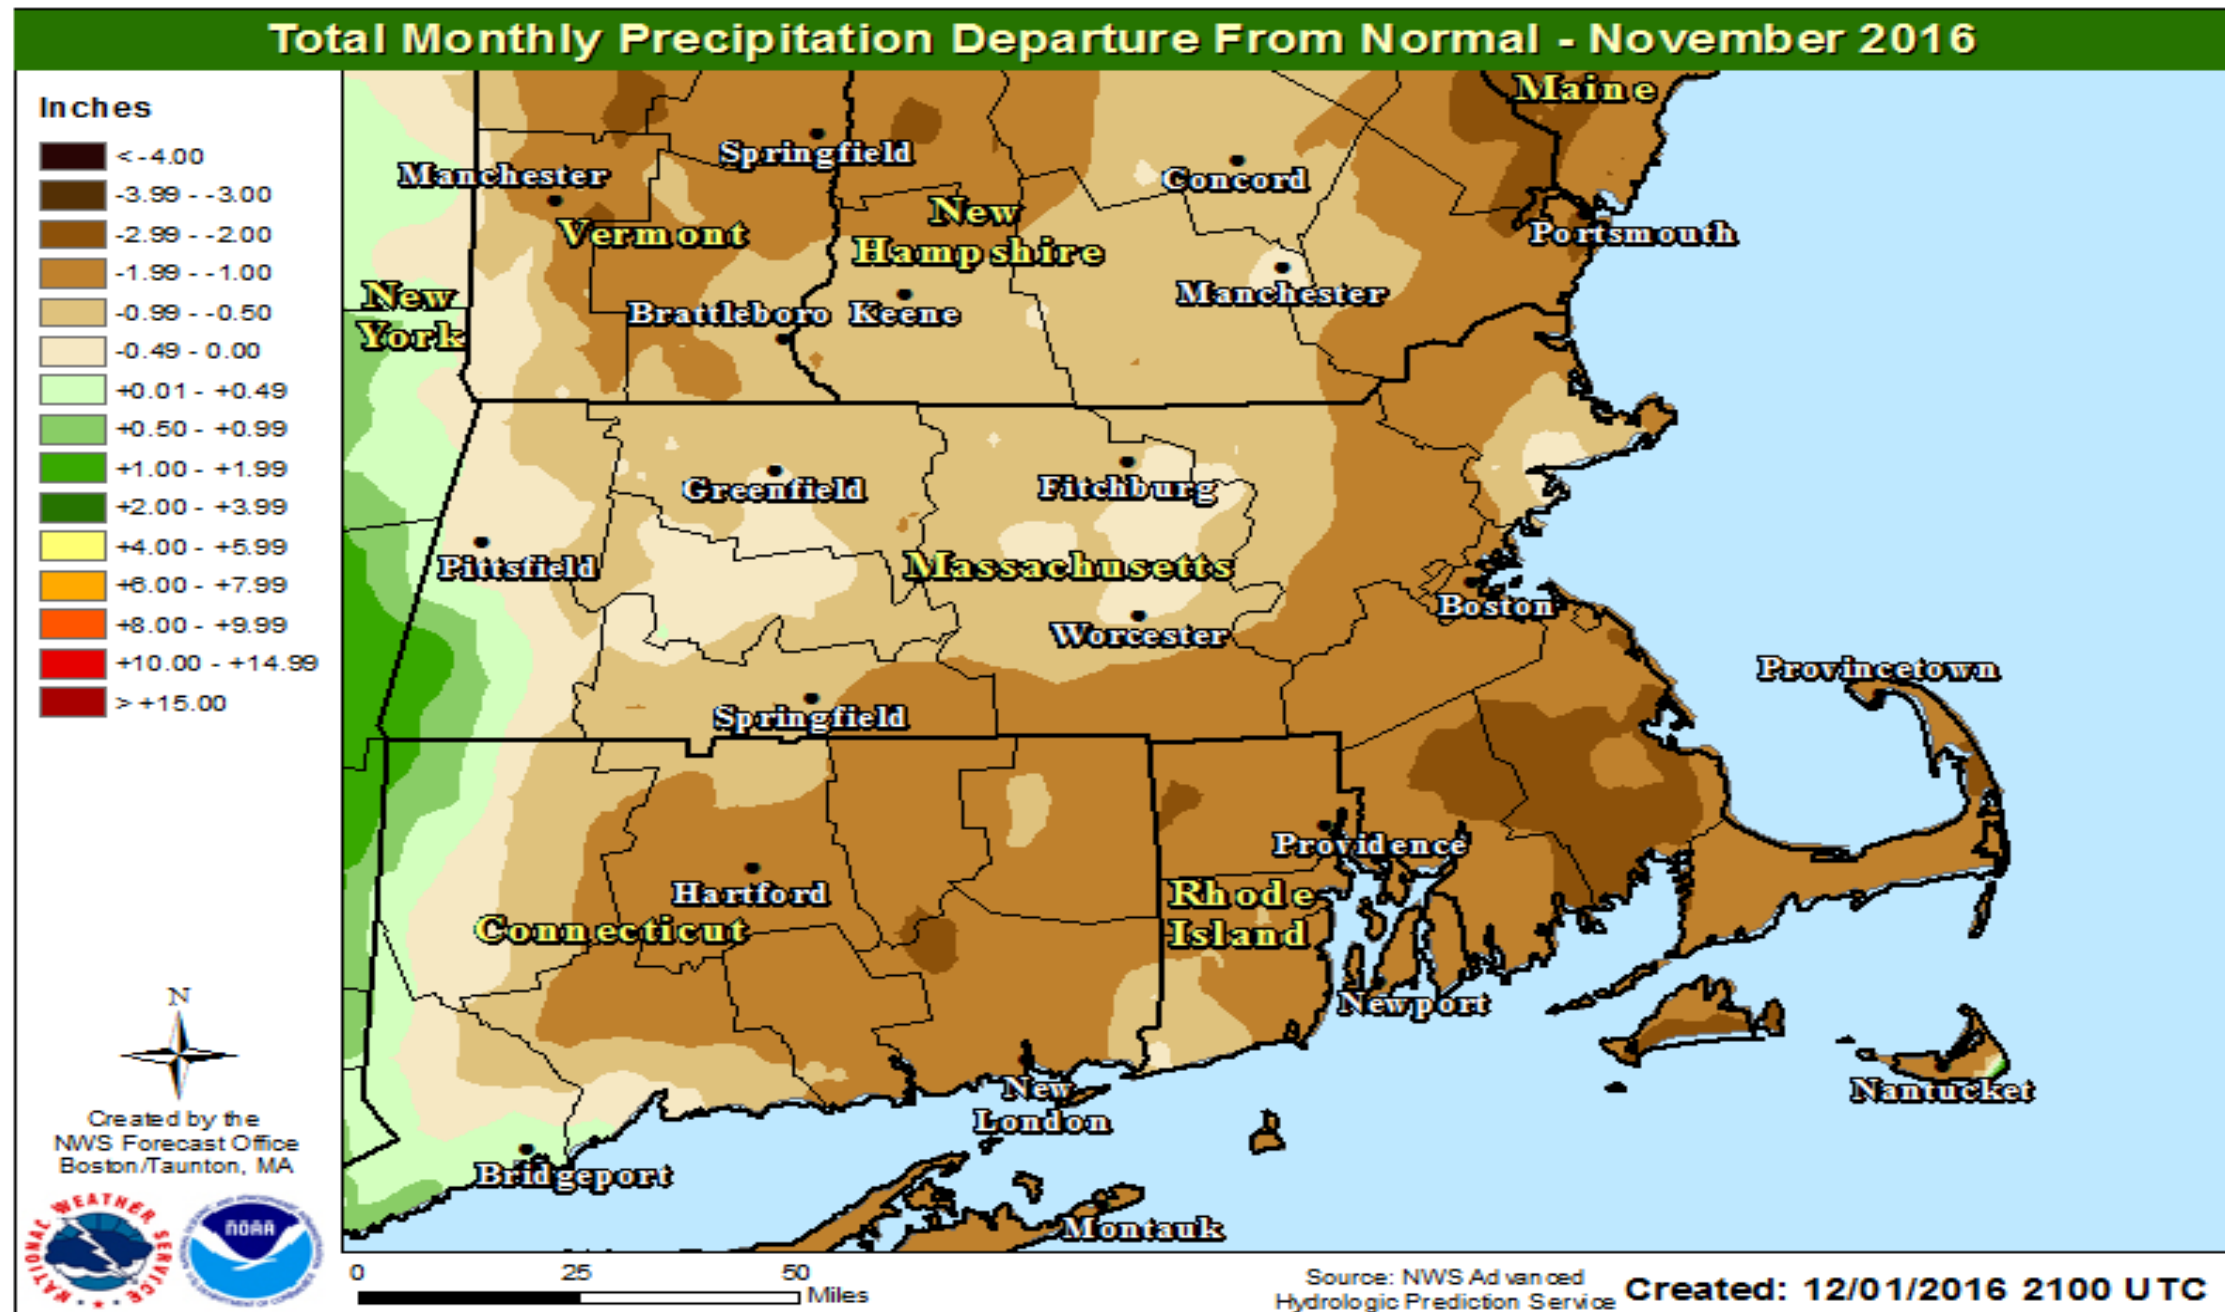 Total Monthly Precipitation Departure From Normal - November 2016
Inches
< -4.00
-3.99 - -3.00
-2.99 - -2.00
-1.99 - -1.00
-0.99 - -0.50
-0.49 - 0.00
+0.01 - +0.49
+0.50 - +0.99
+1.00 - +1.99
+2.00 - +3.99
+4.00 - +5.99
+6.00 - +7.99
+8.00 - +9.99
+10.00 - +14.99
> +15.00
Maine
Springfield
Manchester
Concord
New
Hampshire
Vermont
Portsmouth
New
York
Manchester
Brattleboro
Keene
Greenfield
Fitchburg
Pittsfield
Massachusetts
Boston
Worcester
Provincetown
Springfield
Providence
Hartford
Rhode
Island
Connecticut
Newport
New
London
Nantucket
Bridgeport
Montauk
N
Created by the
NWS Forecast Office
Boston/Taunton, MA
NATIONAL WEATHER SERVICE
NOAA
0 25 50
Miles
Source: NWS Advanced
Hydrologic Prediction Service
Created: 12/01/2016 2100 UTC